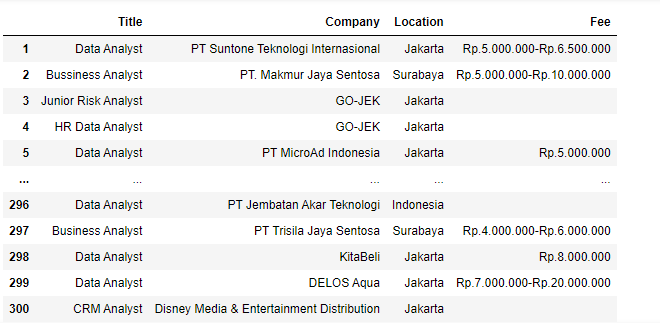 Title Company Location Fee
1 Data Analyst PT Suntone Teknologi Internasional Jakarta Rp.5.000.000-Rp.6.500.000
2 Bussiness Analyst PT. Makmur Jaya Sentosa Surabaya Rp.5.000.000-Rp.10.000.000
3 Junior Risk Analyst GO-JEK Jakarta
4 HR Data Analyst GO-JEK Jakarta
5 Data Analyst PT MicroAd Indonesia Jakarta Rp.5.000.000
... ... ... ... ...
296 Data Analyst PT Jembatan Akar Teknologi Indonesia
297 Business Analyst PT Trisila Jaya Sentosa Surabaya Rp.4.000.000-Rp.6.000.000
298 Data Analyst KitaBeli Jakarta Rp.8.000.000
299 Data Analyst DELOS Aqua Jakarta Rp.7.000.000-Rp.20.000.000
300 CRM Analyst Disney Media & Entertainment Distribution Jakarta